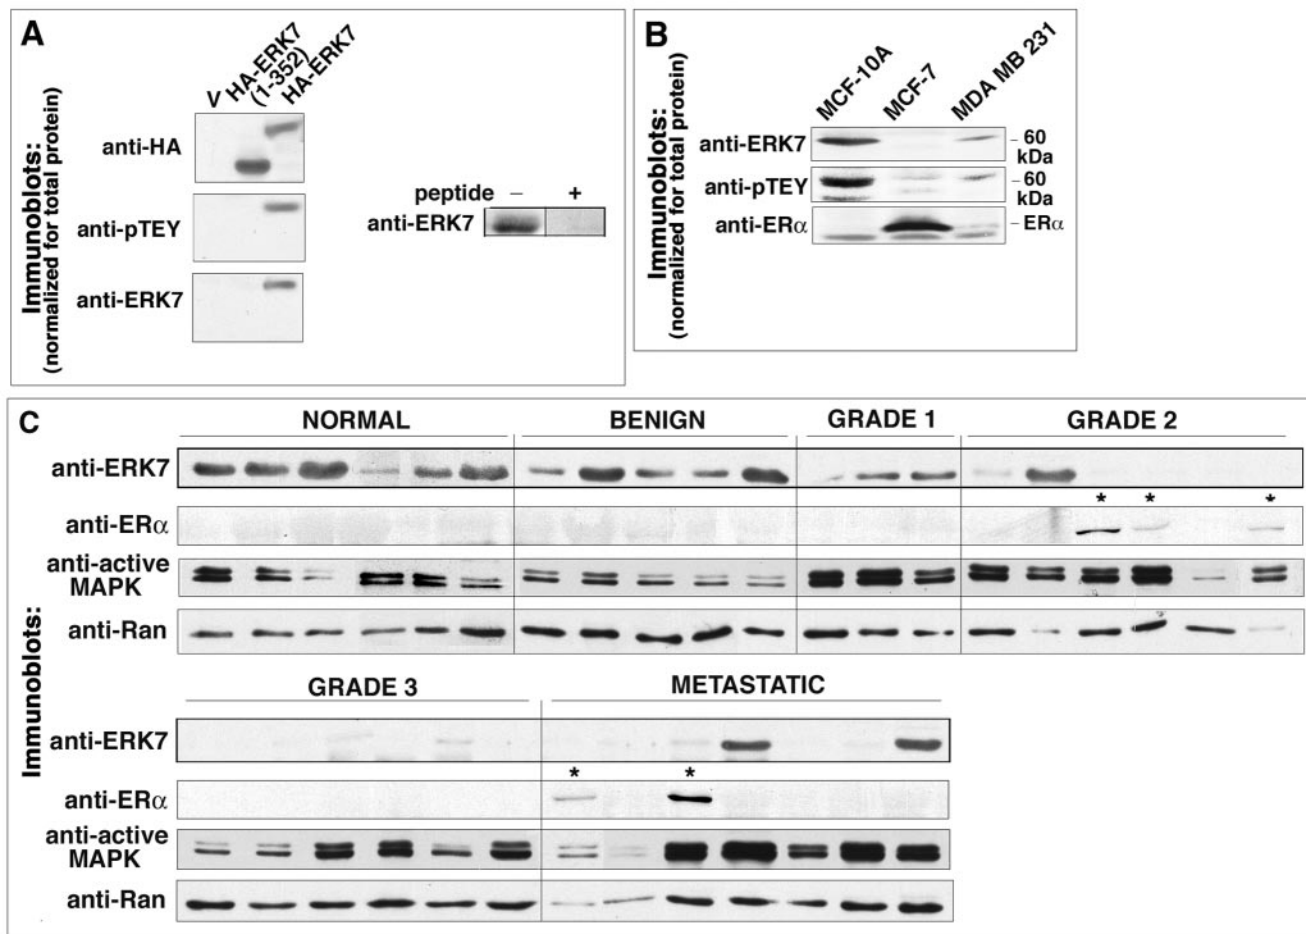 A
V
HA-ERK7
(1-352)
HA-ERK7
Immunoblots:
(normalized for total protein)
anti-HA
anti-pTEY
anti-ERK7
peptide – +
anti-ERK7
B
MCF-10A
MCF-7
MDA MB 231
Immunoblots:
(normalized for total protein)
anti-ERK7
- 60
kDa
anti-pTEY
- 60
kDa
anti-ERα
- ERα
C
NORMAL BENIGN GRADE 1 GRADE 2
anti-ERK7
* * *
anti-ERα
anti-active
MAPK
anti-Ran
Immunoblots:
GRADE 3 METASTATIC
anti-ERK7
* *
anti-ERα
anti-active
MAPK
anti-Ran